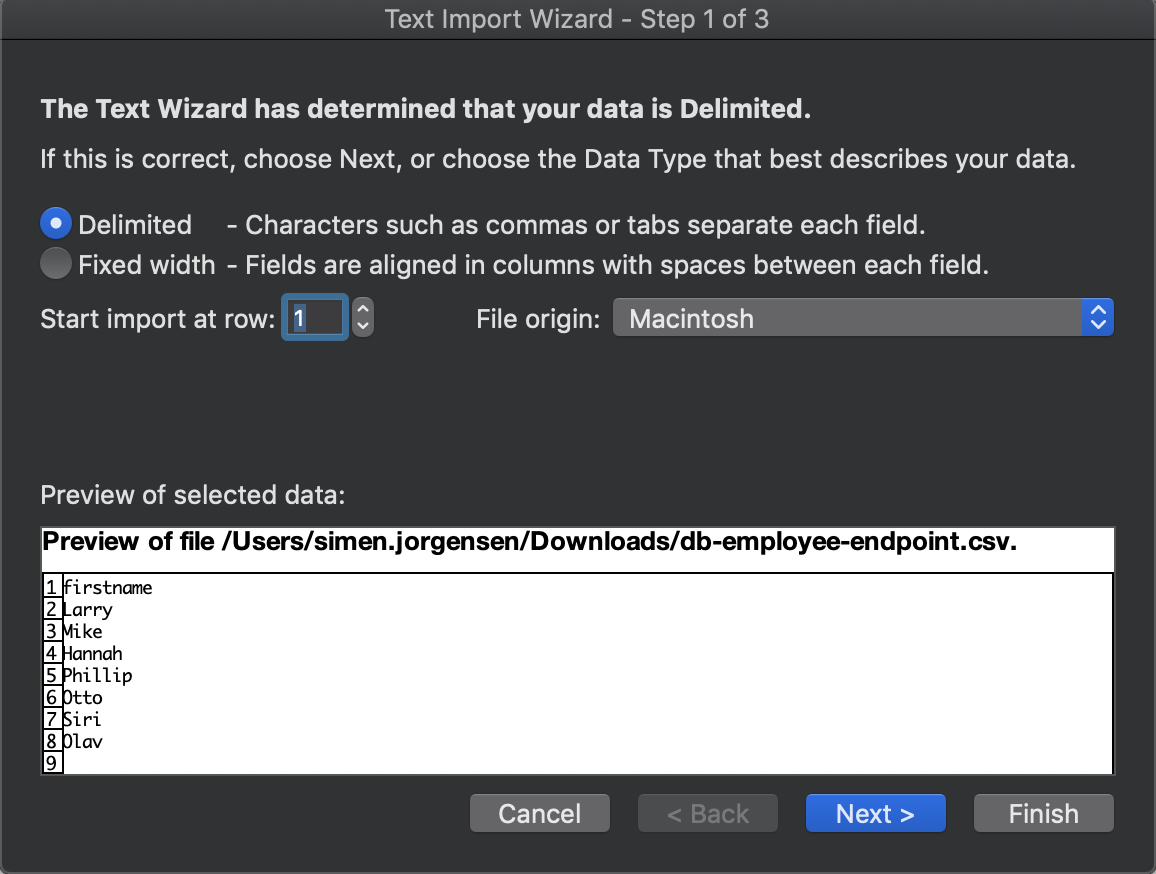 Text Import Wizard - Step 1 of 3
The Text Wizard has determined that your data is Delimited.
If this is correct, choose Next, or choose the Data Type that best describes your data.
Delimited - Characters such as commas or tabs separate each field.
Fixed width - Fields are aligned in columns with spaces between each field.
Start import at row: 1 File origin: Macintosh
Preview of selected data:
Preview of file /Users/simen.jorgensen/Downloads/db-employee-endpoint.csv.
1 firstname
2 Larry
3 Mike
4 Hannah
5 Phillip
6 Otto
7 Siri
8 Olav
9
Cancel < Back Next > Finish